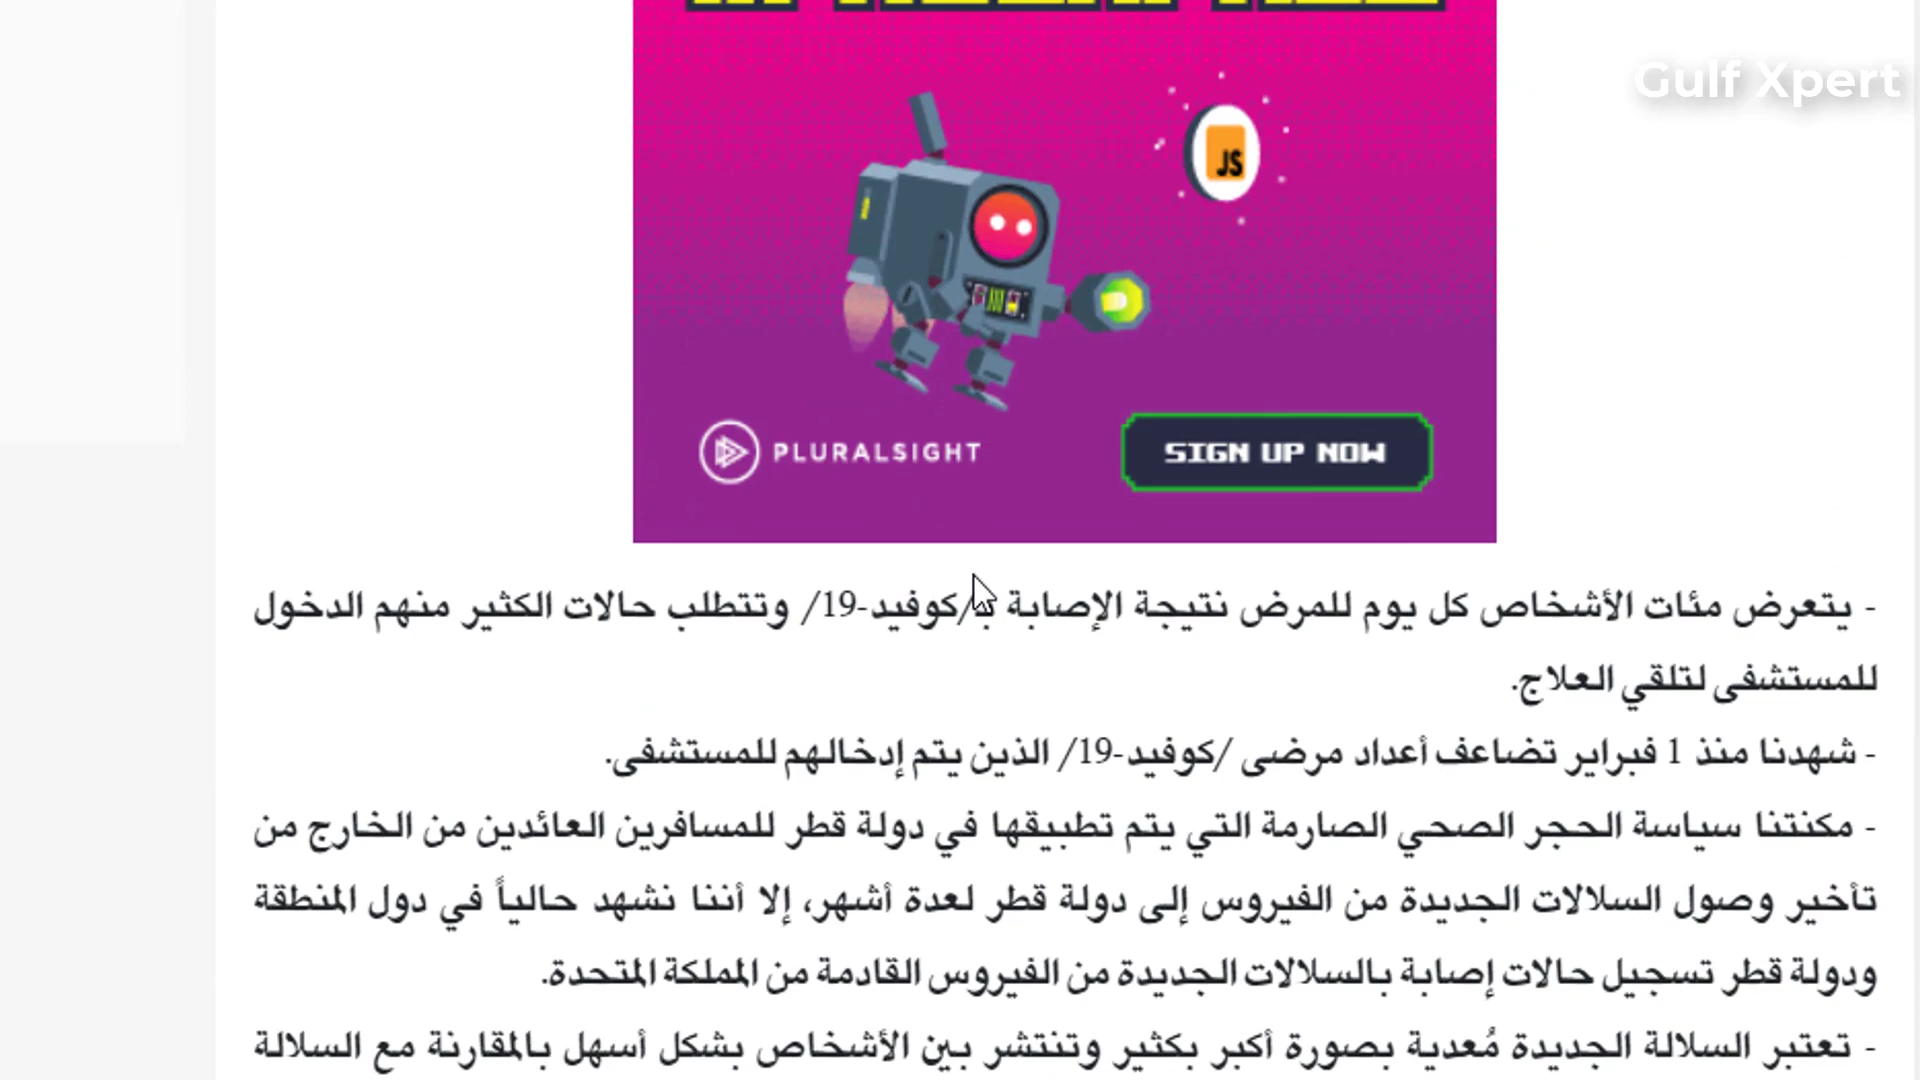 Gulf Xpert
JS
PLURALSIGHT
SIGN UP NOW
- يتعرض مئات الأشخاص كل يوم للمرض نتيجة الإصابة بـ/كوفيد-19/ وتتطلب حالات الكثير منهم الدخول
للمستشفى لتلقي العلاج.
- شهدنا منذ 1 فبراير تضاعف أعداد مرضى /كوفيد-19/ الذين يتم إدخالهم للمستشفى.
- مكنتنا سياسة الحجر الصحي الصارمة التي يتم تطبيقها في دولة قطر للمسافرين العائدين من الخارج من
تأخير وصول السلالات الجديدة من الفيروس إلى دولة قطر لعدة أشهر، إلا أننا نشهد حالياً في دول المنطقة
ودولة قطر تسجيل حالات إصابة بالسلالات الجديدة من الفيروس القادمة من المملكة المتحدة.
- تعتبر السلالة الجديدة مُعدية بصورة أكبر بكثير وتنتشر بين الأشخاص بشكل أسهل بالمقارنة مع السلالة